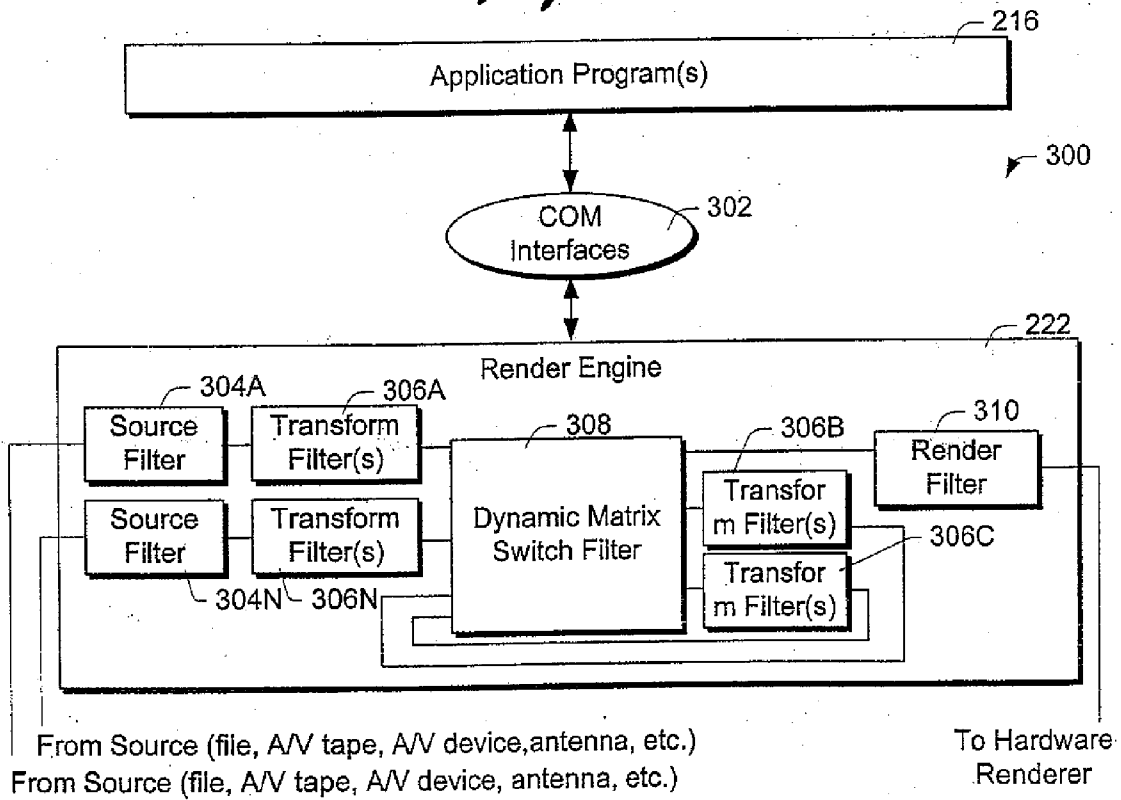 216
Application Program(s)
300
COM
Interfaces
302
222
Render Engine
304A
306A
308
306B
310
Source
Filter
Transform
Filter(s)
Dynamic Matrix
Switch Filter
Transfor
m Filter(s)
Render
Filter
Source
Filter
Transform
Filter(s)
306C
Transfor
m Filter(s)
304N
306N
From Source (file, A/V tape, A/V device,antenna, etc.)
From Source (file, A/V tape, A/V device, antenna, etc.)
To Hardware
Renderer